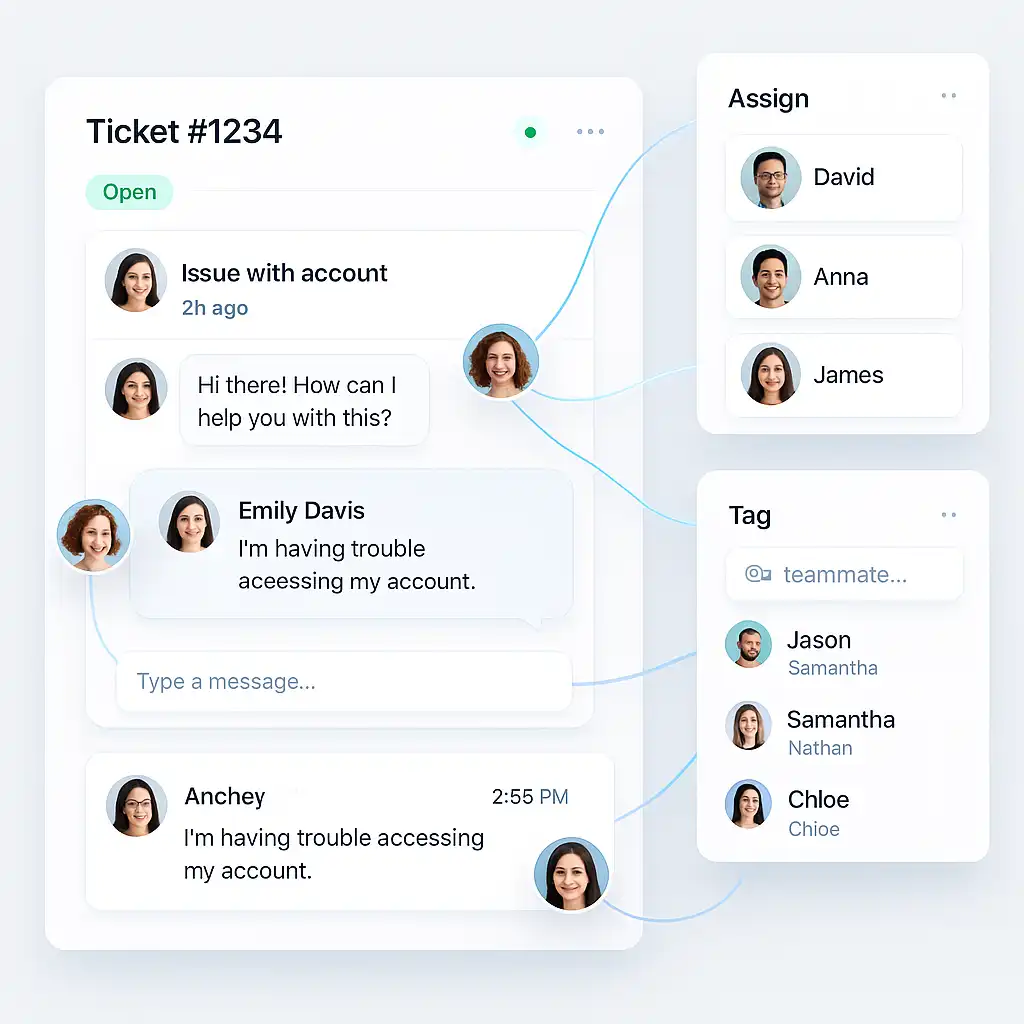 Ticket #1234
Open
Issue with account
2h ago
Hi there! How can I
help you with this?
Emily Davis
I'm having trouble
aceessing my account.
Type a message...
Anchey
2:55 PM
I'm having trouble accessing
my account.
Assign
David
Anna
James
Tag
teammate...
Jason
Samantha
Samantha
Nathan
Chloe
Chioe